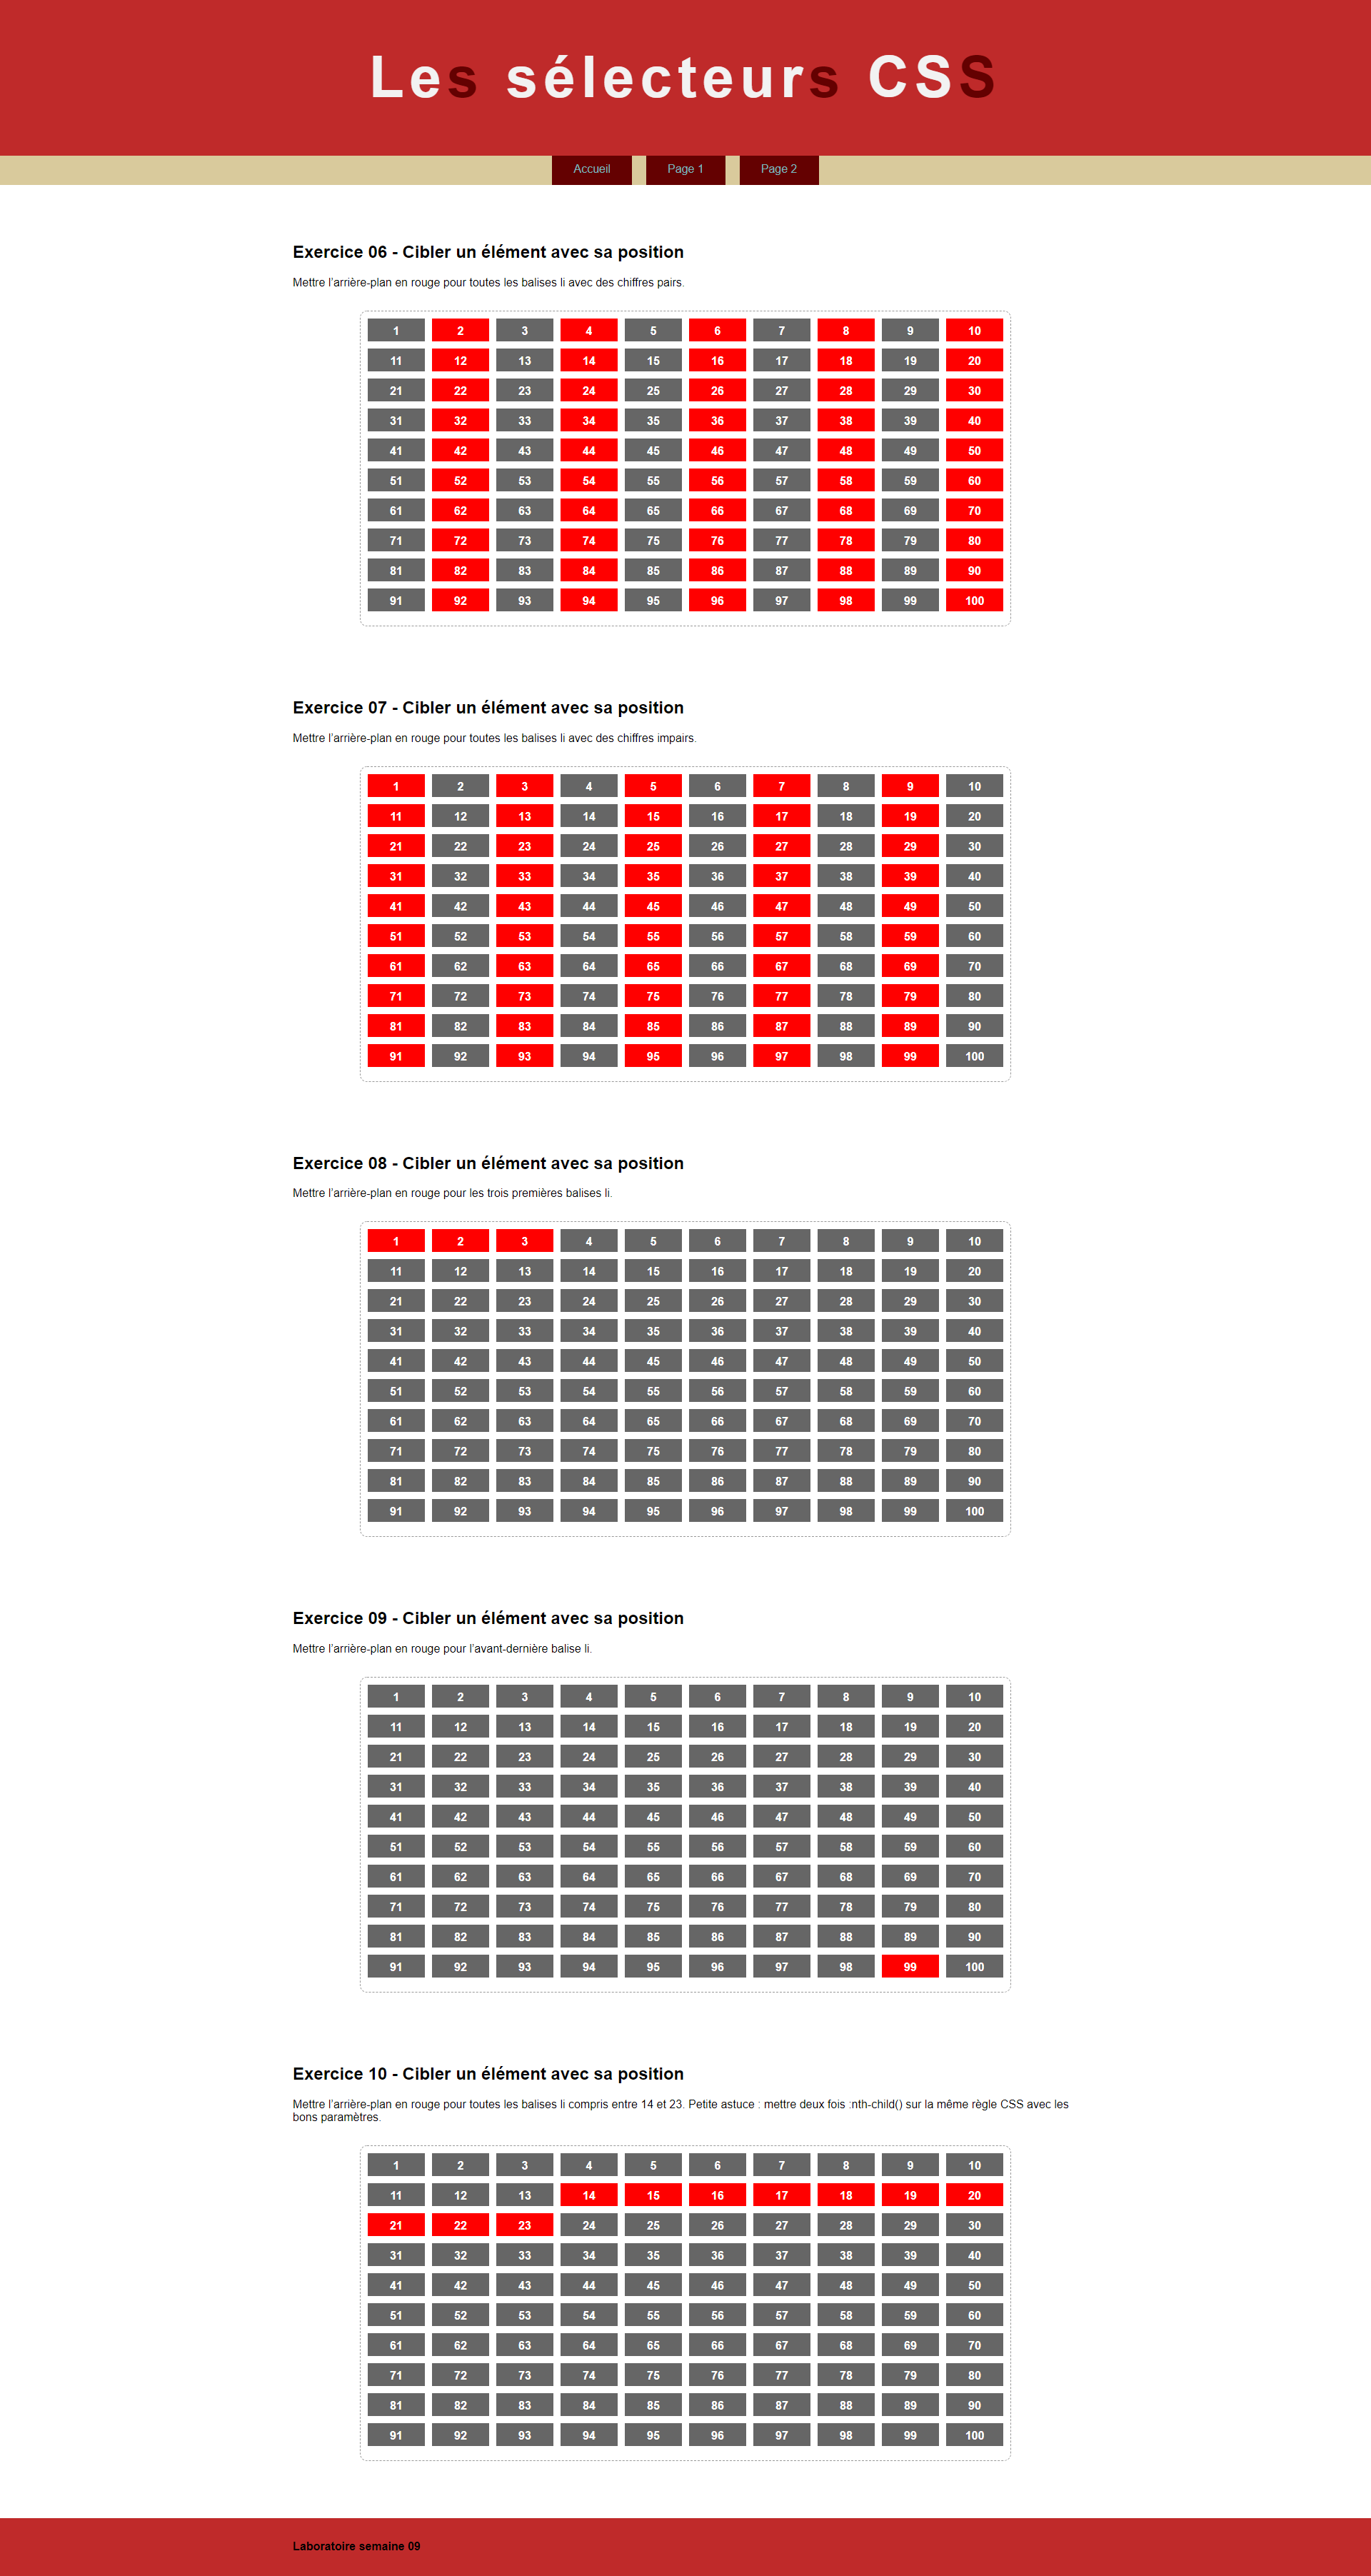 Les sélecteurs CSS
Accueil Page 1 Page 2
Exercice 06 - Cibler un élément avec sa position
Mettre l'arrière-plan en rouge pour toutes les balises li avec des chiffres pairs.
1 2 3 4 5 6 7 8 9 10
11 12 13 14 15 16 17 18 19 20
21 22 23 24 25 26 27 28 29 30
31 32 33 34 35 36 37 38 39 40
41 42 43 44 45 46 47 48 49 50
51 52 53 54 55 56 57 58 59 60
61 62 63 64 65 66 67 68 69 70
71 72 73 74 75 76 77 78 79 80
81 82 83 84 85 86 87 88 89 90
91 92 93 94 95 96 97 98 99 100
Exercice 07 - Cibler un élément avec sa position
Mettre l'arrière-plan en rouge pour toutes les balises li avec des chiffres impairs.
1 2 3 4 5 6 7 8 9 10
11 12 13 14 15 16 17 18 19 20
21 22 23 24 25 26 27 28 29 30
31 32 33 34 35 36 37 38 39 40
41 42 43 44 45 46 47 48 49 50
51 52 53 54 55 56 57 58 59 60
61 62 63 64 65 66 67 68 69 70
71 72 73 74 75 76 77 78 79 80
81 82 83 84 85 86 87 88 89 90
91 92 93 94 95 96 97 98 99 100
Exercice 08 - Cibler un élément avec sa position
Mettre l'arrière-plan en rouge pour les trois premières balises li.
1 2 3 4 5 6 7 8 9 10
11 12 13 14 15 16 17 18 19 20
21 22 23 24 25 26 27 28 29 30
31 32 33 34 35 36 37 38 39 40
41 42 43 44 45 46 47 48 49 50
51 52 53 54 55 56 57 58 59 60
61 62 63 64 65 66 67 68 69 70
71 72 73 74 75 76 77 78 79 80
81 82 83 84 85 86 87 88 89 90
91 92 93 94 95 96 97 98 99 100
Exercice 09 - Cibler un élément avec sa position
Mettre l'arrière-plan en rouge pour l'avant-dernière balise li.
1 2 3 4 5 6 7 8 9 10
11 12 13 14 15 16 17 18 19 20
21 22 23 24 25 26 27 28 29 30
31 32 33 34 35 36 37 38 39 40
41 42 43 44 45 46 47 48 49 50
51 52 53 54 55 56 57 58 59 60
61 62 63 64 65 66 67 68 69 70
71 72 73 74 75 76 77 78 79 80
81 82 83 84 85 86 87 88 89 90
91 92 93 94 95 96 97 98 99 100
Exercice 10 - Cibler un élément avec sa position
Mettre l'arrière-plan en rouge pour toutes les balises li compris entre 14 et 23. Petite astuce : mettre deux fois :nth-child() sur la même règle CSS avec les
bons paramètres.
1 2 3 4 5 6 7 8 9 10
11 12 13 14 15 16 17 18 19 20
21 22 23 24 25 26 27 28 29 30
31 32 33 34 35 36 37 38 39 40
41 42 43 44 45 46 47 48 49 50
51 52 53 54 55 56 57 58 59 60
61 62 63 64 65 66 67 68 69 70
71 72 73 74 75 76 77 78 79 80
81 82 83 84 85 86 87 88 89 90
91 92 93 94 95 96 97 98 99 100
Laboratoire semaine 09